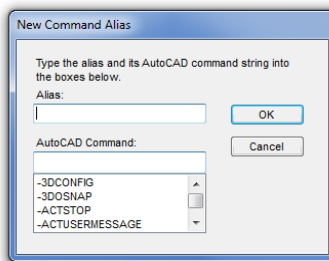 New Command Alias
Type the alias and its AutoCAD command string into
the boxes below.
Alias:
OK
AutoCAD Command:
Cancel
-3DCONFIG
-3DOSNAP
-ACTSTOP
-ACTUSERMESSAGE